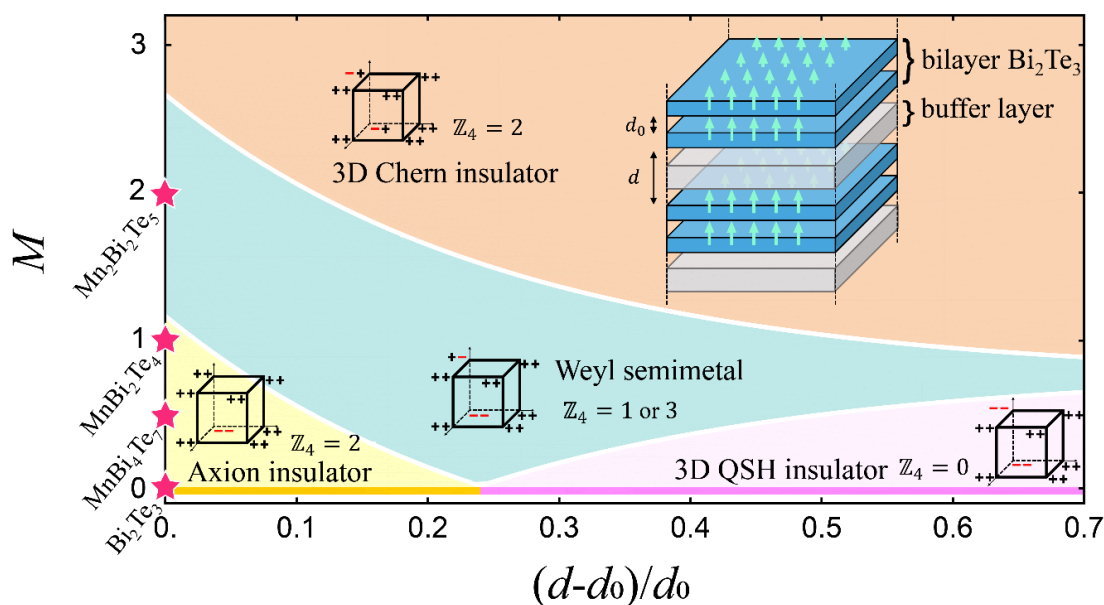 3
2
1
0
M
Mn₂Bi₂Te₅
MnBi₂Te₄
MnBi₄Te₇
Bi₂Te₃
-+
++
++
++
-+
++
++
ℤ₄ = 2
3D Chern insulator
bilayer Bi₂Te₃
buffer layer
d₀
d
++
++
++
++
--
++
++
ℤ₄ = 2
Axion insulator
+-
++
++
++
--
++
++
Weyl semimetal
ℤ₄ = 1 or 3
--
++
++
++
--
++
++
3D QSH insulator ℤ₄ = 0
0. 0.1 0.2 0.3 0.4 0.5 0.6 0.7
(d-d₀)/d₀